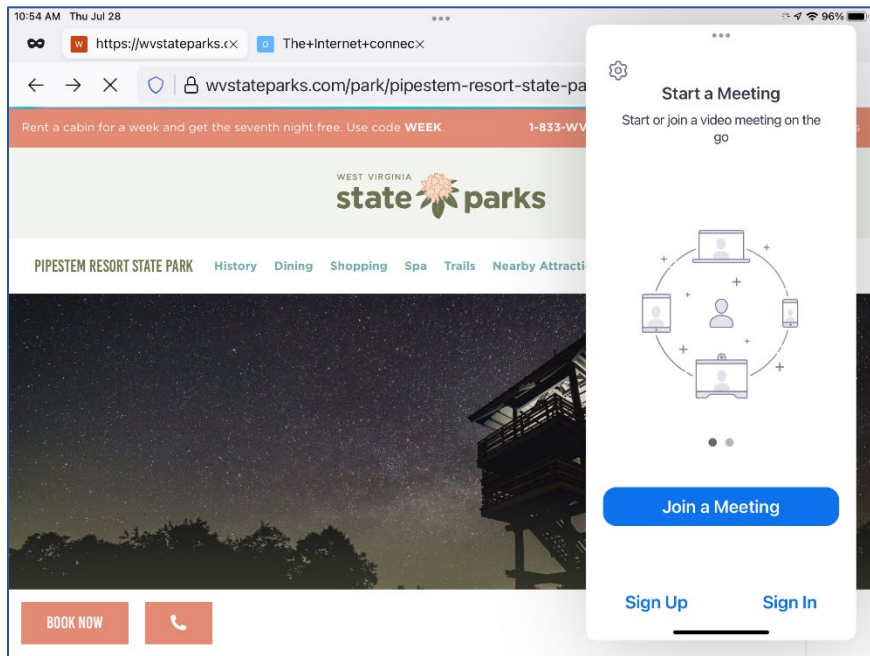 10:54 AM Thu Jul 28
96%
W https://wvstateparks.c
O The+Internet+connec
wvstateparks.com/park/pipestem-resort-state-pa
Rent a cabin for a week and get the seventh night free. Use code WEEK.
1-833-WV
WEST VIRGINIA
state parks
PIPESTEM RESORT STATE PARK History Dining Shopping Spa Trails Nearby Attracti
BOOK NOW
Start a Meeting
Start or join a video meeting on the
go
Join a Meeting
Sign Up Sign In